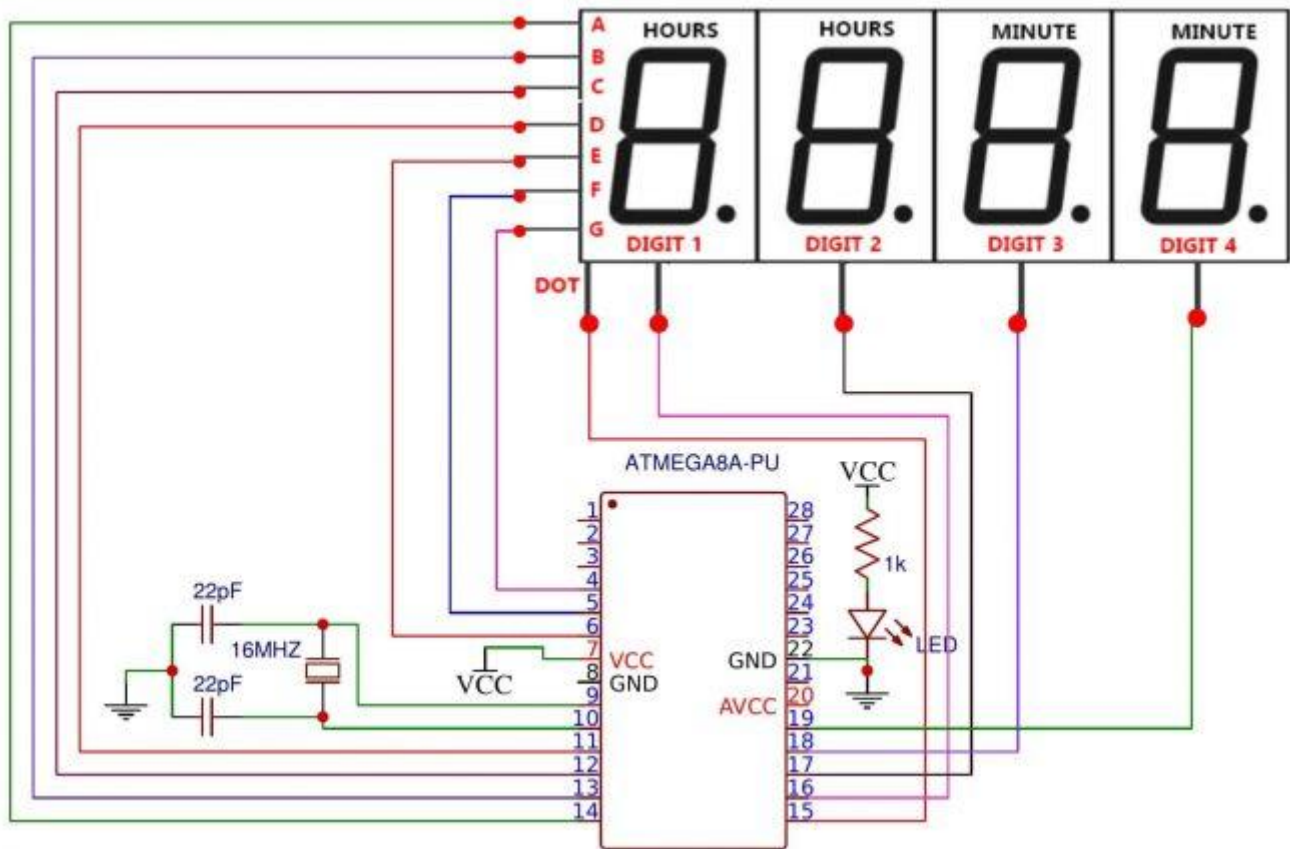 A
B
C
D
E
F
G
HOURS
HOURS
MINUTE
MINUTE
DIGIT 1
DIGIT 2
DIGIT 3
DIGIT 4
DOT
ATMEGA8A-PU
VCC
1k
LED
22pF
16MHZ
22pF
VCC
1
2
3
4
5
6
7
8
9
10
11
12
13
14
VCC
GND
GND
AVCC
28
27
26
25
24
23
22
21
20
19
18
17
16
15